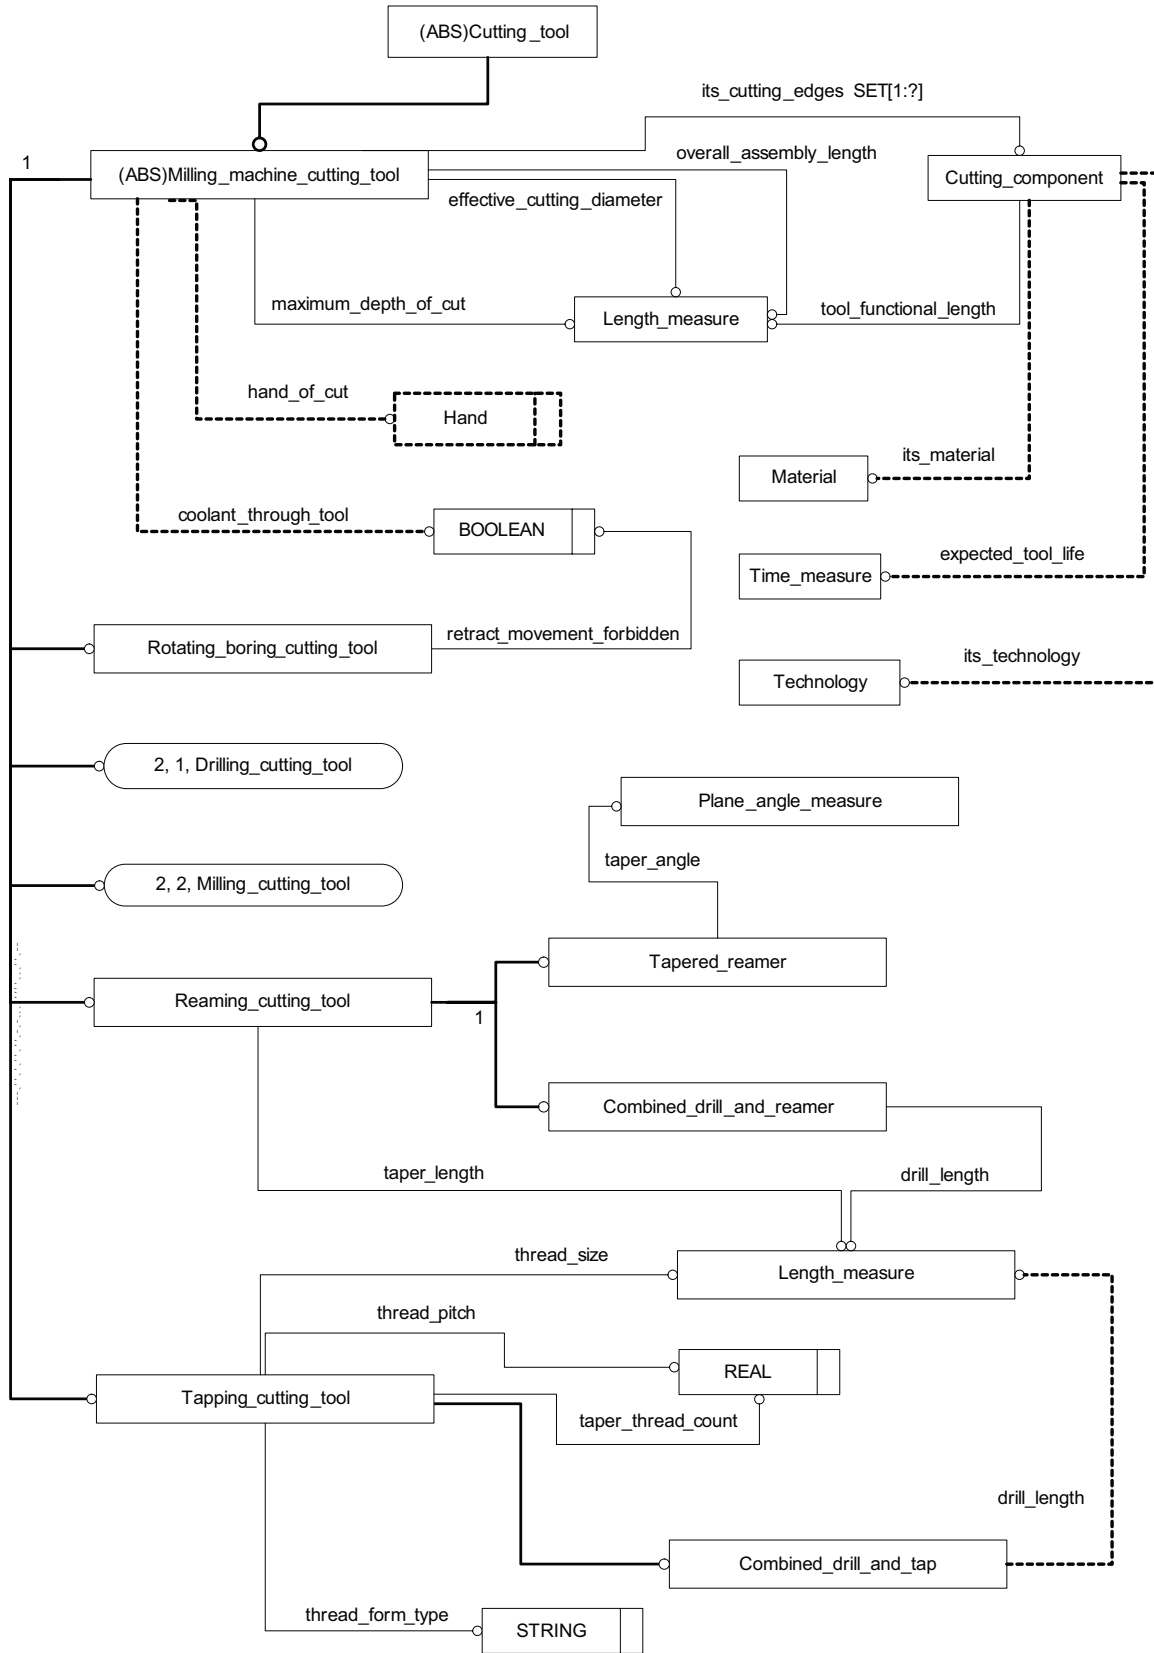 (ABS)Cutting_tool
its_cutting_edges SET[1:?]
1
(ABS)Milling_machine_cutting_tool
overall_assembly_length
Cutting_component
effective_cutting_diameter
maximum_depth_of_cut
Length_measure
tool_functional_length
hand_of_cut
Hand
its_material
Material
coolant_through_tool
BOOLEAN
expected_tool_life
Time_measure
retract_movement_forbidden
Rotating_boring_cutting_tool
its_technology
Technology
2, 1, Drilling_cutting_tool
Plane_angle_measure
taper_angle
2, 2, Milling_cutting_tool
Tapered_reamer
Reaming_cutting_tool
1
Combined_drill_and_reamer
taper_length
drill_length
thread_size
Length_measure
thread_pitch
REAL
Tapping_cutting_tool
taper_thread_count
drill_length
Combined_drill_and_tap
thread_form_type
STRING